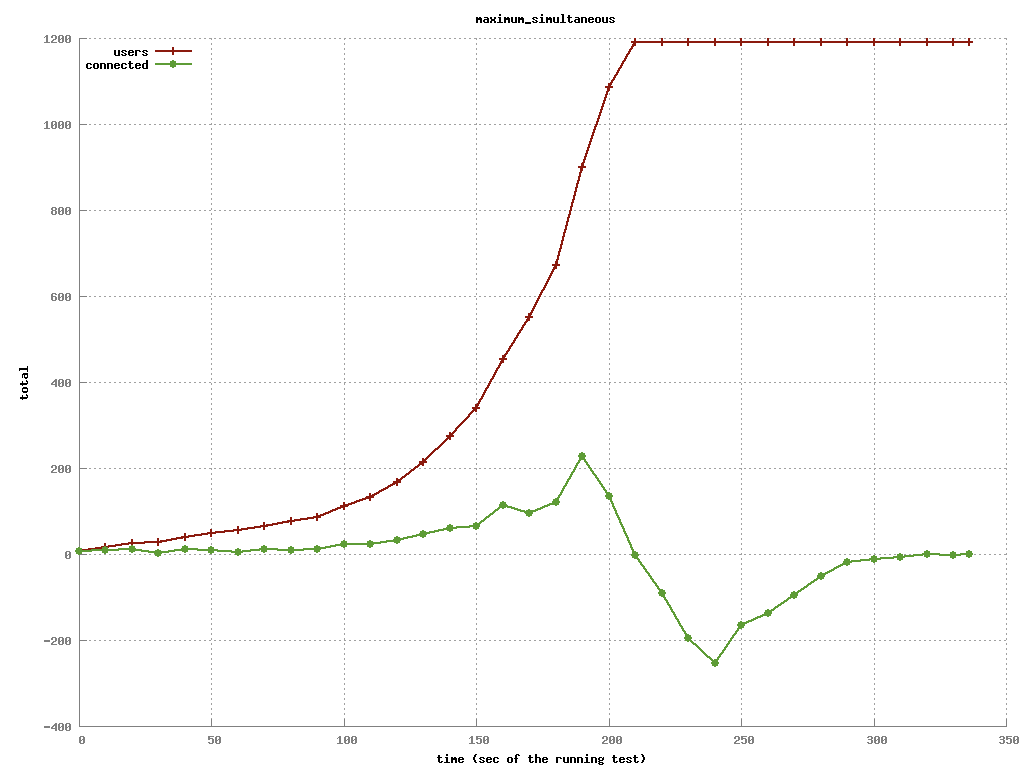 maximum_simultaneous
users
connected
1200
1000
800
600
400
200
0
-200
-400
total
0 50 100 150 200 250 300 350
time (sec of the running test)